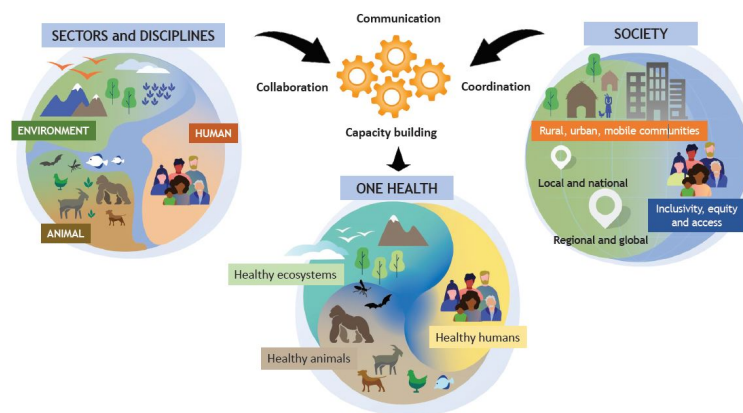 Communication
SECTORS and DISCIPLINES
SOCIETY
Collaboration
Coordination
ENVIRONMENT
HUMAN
Capacity building
Rural, urban, mobile communities
ONE HEALTH
Local and national
Inclusivity, equity
and access
ANIMAL
Regional and global
Healthy ecosystems
Healthy humans
Healthy animals